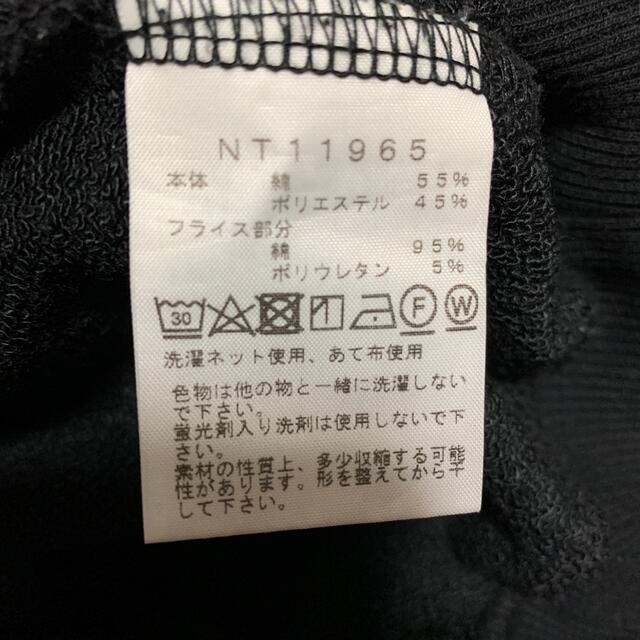 NT11965
本体 綿 55%
ポリエステル 45%
フライス部分
綿 95%
ポリウレタン 5%
30 F W
洗濯ネット使用、あて布使用
色物は他の物と一緒に洗濯しない
で下さい。
蛍光剤入り洗剤は使用しないで下
さい。
素材の性質上、多少収縮する可能
性があります。形を整えてから干
して下さい。